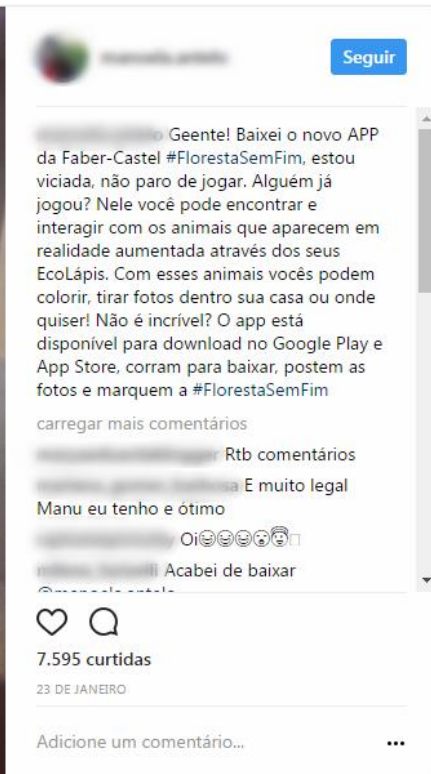 Seguir
Geente! Baixei o novo APP
da Faber-Castel #FlorestaSemFim, estou
viciada, não paro de jogar. Alguém já
jogou? Nele você pode encontrar e
interagir com os animais que aparecem em
realidade aumentada através dos seus
EcoLápis. Com esses animais vocês podem
colorir, tirar fotos dentro sua casa ou onde
quiser! Não é incrível? O app está
disponível para download no Google Play e
App Store, corram para baixar, postem as
fotos e marquem a #FlorestaSemFim
carregar mais comentários
Rtb comentários
E muito legal
Manu eu tenho e ótimo
Oi
Acabei de baixar
7.595 curtidas
23 DE JANEIRO
Adicione um comentário...